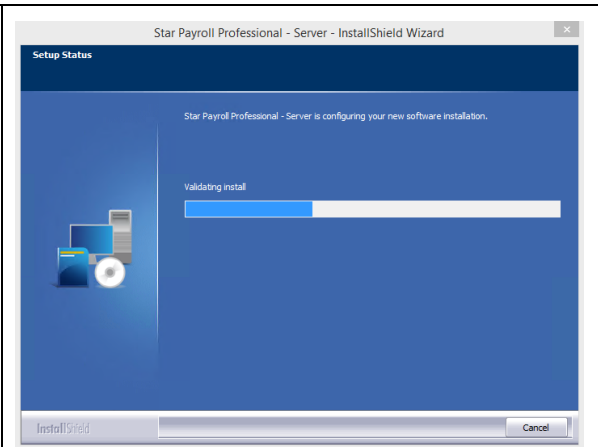 Star Payroll Professional - Server - InstallShield Wizard
Setup Status
Star Payroll Professional - Server is configuring your new software installation.
Validating install
InstallShield
Cancel